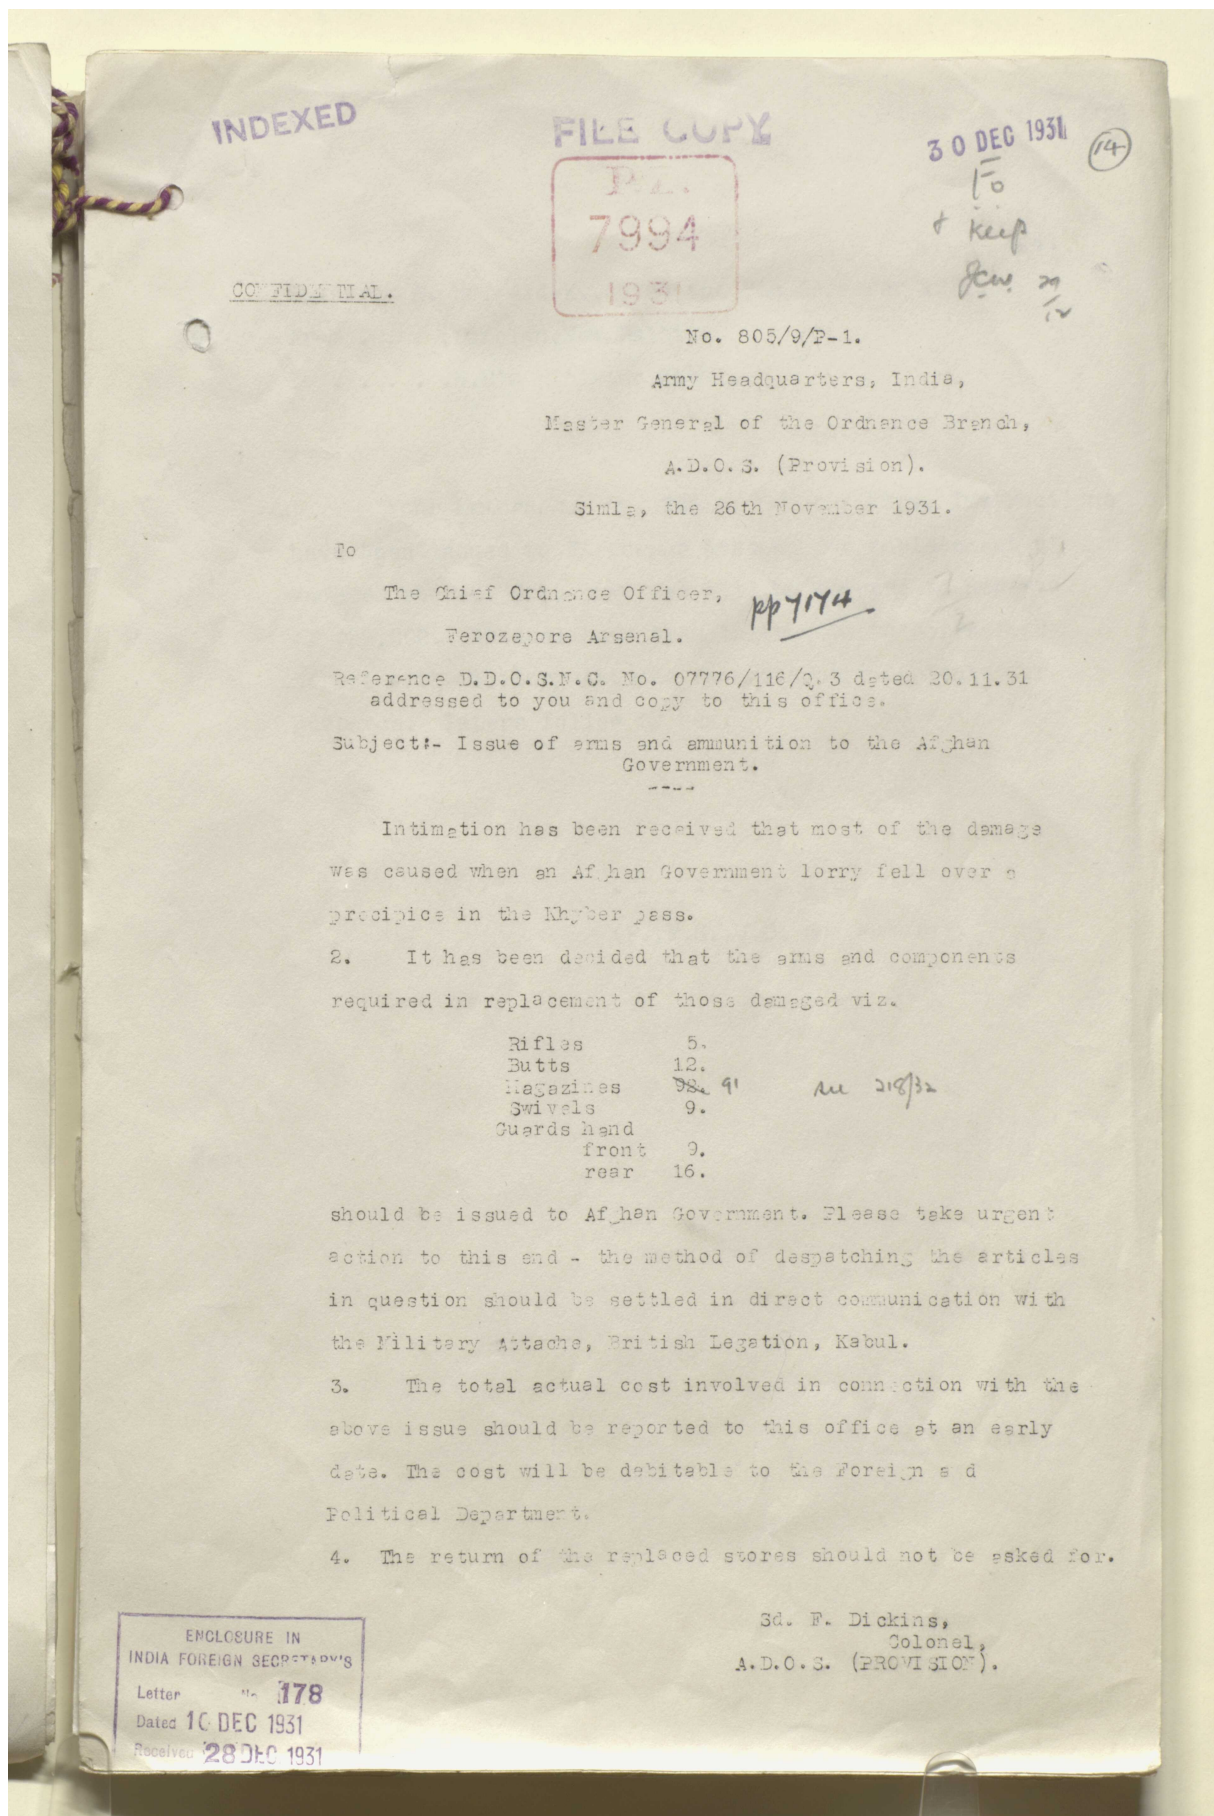 INDEXED
FILE COPY
30 DEC 1931
14
P.Z.
7994
1931
Fo
+ keep
CONFIDENTIAL.
No. 805/9/P-1.
Army Headquarters, India,
Master General of the Ordnance Branch,
A.D.O.S. (Provision).
Simla, the 26th November 1931.
To
The Chief Ordnance Officer,
pp 7174
Ferozepore Arsenal.
Reference D.D.O.S.N.C. No. 07776/116/Q.3 dated 20.11.31
addressed to you and copy to this office.
Subject:- Issue of arms and ammunition to the Afghan
Government.
----
Intimation has been received that most of the damage
was caused when an Afghan Government lorry fell over a
precipice in the Khyber pass.
2. It has been decided that the arms and components
required in replacement of those damaged viz.
Rifles 5.
Butts 12.
Magazines 98. 91 see 218/32
Swivels 9.
Guards hand
front 9.
rear 16.
should be issued to Afghan Government. Please take urgent
action to this end - the method of despatching the articles
in question should be settled in direct communication with
the Military Attache, British Legation, Kabul.
3. The total actual cost involved in connection with the
above issue should be reported to this office at an early
date. The cost will be debitable to the Foreign and
Political Department.
4. The return of the replaced stores should not be asked for.
Sd. F. Dickins,
Colonel,
A.D.O.S. (PROVISION).
ENCLOSURE IN
INDIA FOREIGN SECRETARY'S
Letter No 178
Dated 10 DEC 1931
Received 28 DEC 1931